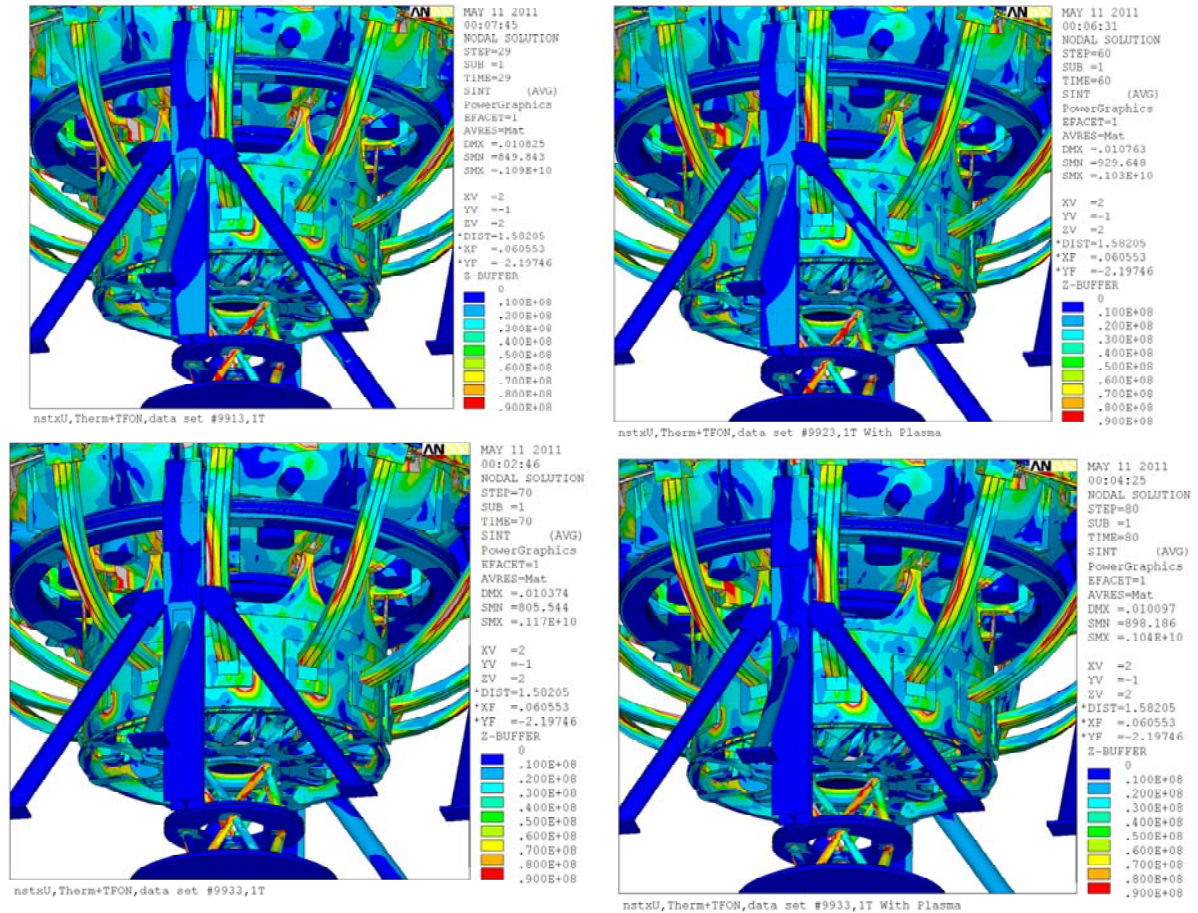 AN
MAY 11 2011
00:07:45
NODAL SOLUTION
STEP=29
SUB =1
TIME=29
SINT (AVG)
PowerGraphics
EFACET=1
AVRES=Mat
DMX =.010825
SMN =849.843
SMX =.109E+10
XV =2
YV =-1
ZV =2
*DIST=1.58205
*XF =.060553
*YF =-2.19746
Z-BUFFER
0
.100E+08
.200E+08
.300E+08
.400E+08
.500E+08
.600E+08
.700E+08
.800E+08
.900E+08
nstxU,Therm+TFON,data set #9913,1T
AN
MAY 11 2011
00:06:31
NODAL SOLUTION
STEP=60
SUB =1
TIME=60
SINT (AVG)
PowerGraphics
EFACET=1
AVRES=Mat
DMX =.010763
SMN =929.648
SMX =.103E+10
XV =2
YV =-1
ZV =2
*DIST=1.58205
*XF =.060553
*YF =-2.19746
Z-BUFFER
0
.100E+08
.200E+08
.300E+08
.400E+08
.500E+08
.600E+08
.700E+08
.800E+08
.900E+08
nstxU,Therm+TFON,data set #9923,1T With Plasma
AN
MAY 11 2011
00:02:46
NODAL SOLUTION
STEP=70
SUB =1
TIME=70
SINT (AVG)
PowerGraphics
EFACET=1
AVRES=Mat
DMX =.010374
SMN =805.544
SMX =.117E+10
XV =2
YV =-1
ZV =2
*DIST=1.58205
*XF =.060553
*YF =-2.19746
Z-BUFFER
0
.100E+08
.200E+08
.300E+08
.400E+08
.500E+08
.600E+08
.700E+08
.800E+08
.900E+08
nstxU,Therm+TFON,data set #9933,1T
AN
MAY 11 2011
00:04:25
NODAL SOLUTION
STEP=80
SUB =1
TIME=80
SINT (AVG)
PowerGraphics
EFACET=1
AVRES=Mat
DMX =.010097
SMN =898.186
SMX =.104E+10
XV =2
YV =-1
ZV =2
*DIST=1.58205
*XF =.060553
*YF =-2.19746
Z-BUFFER
0
.100E+08
.200E+08
.300E+08
.400E+08
.500E+08
.600E+08
.700E+08
.800E+08
.900E+08
nstxU,Therm+TFON,data set #9933,1T With Plasma